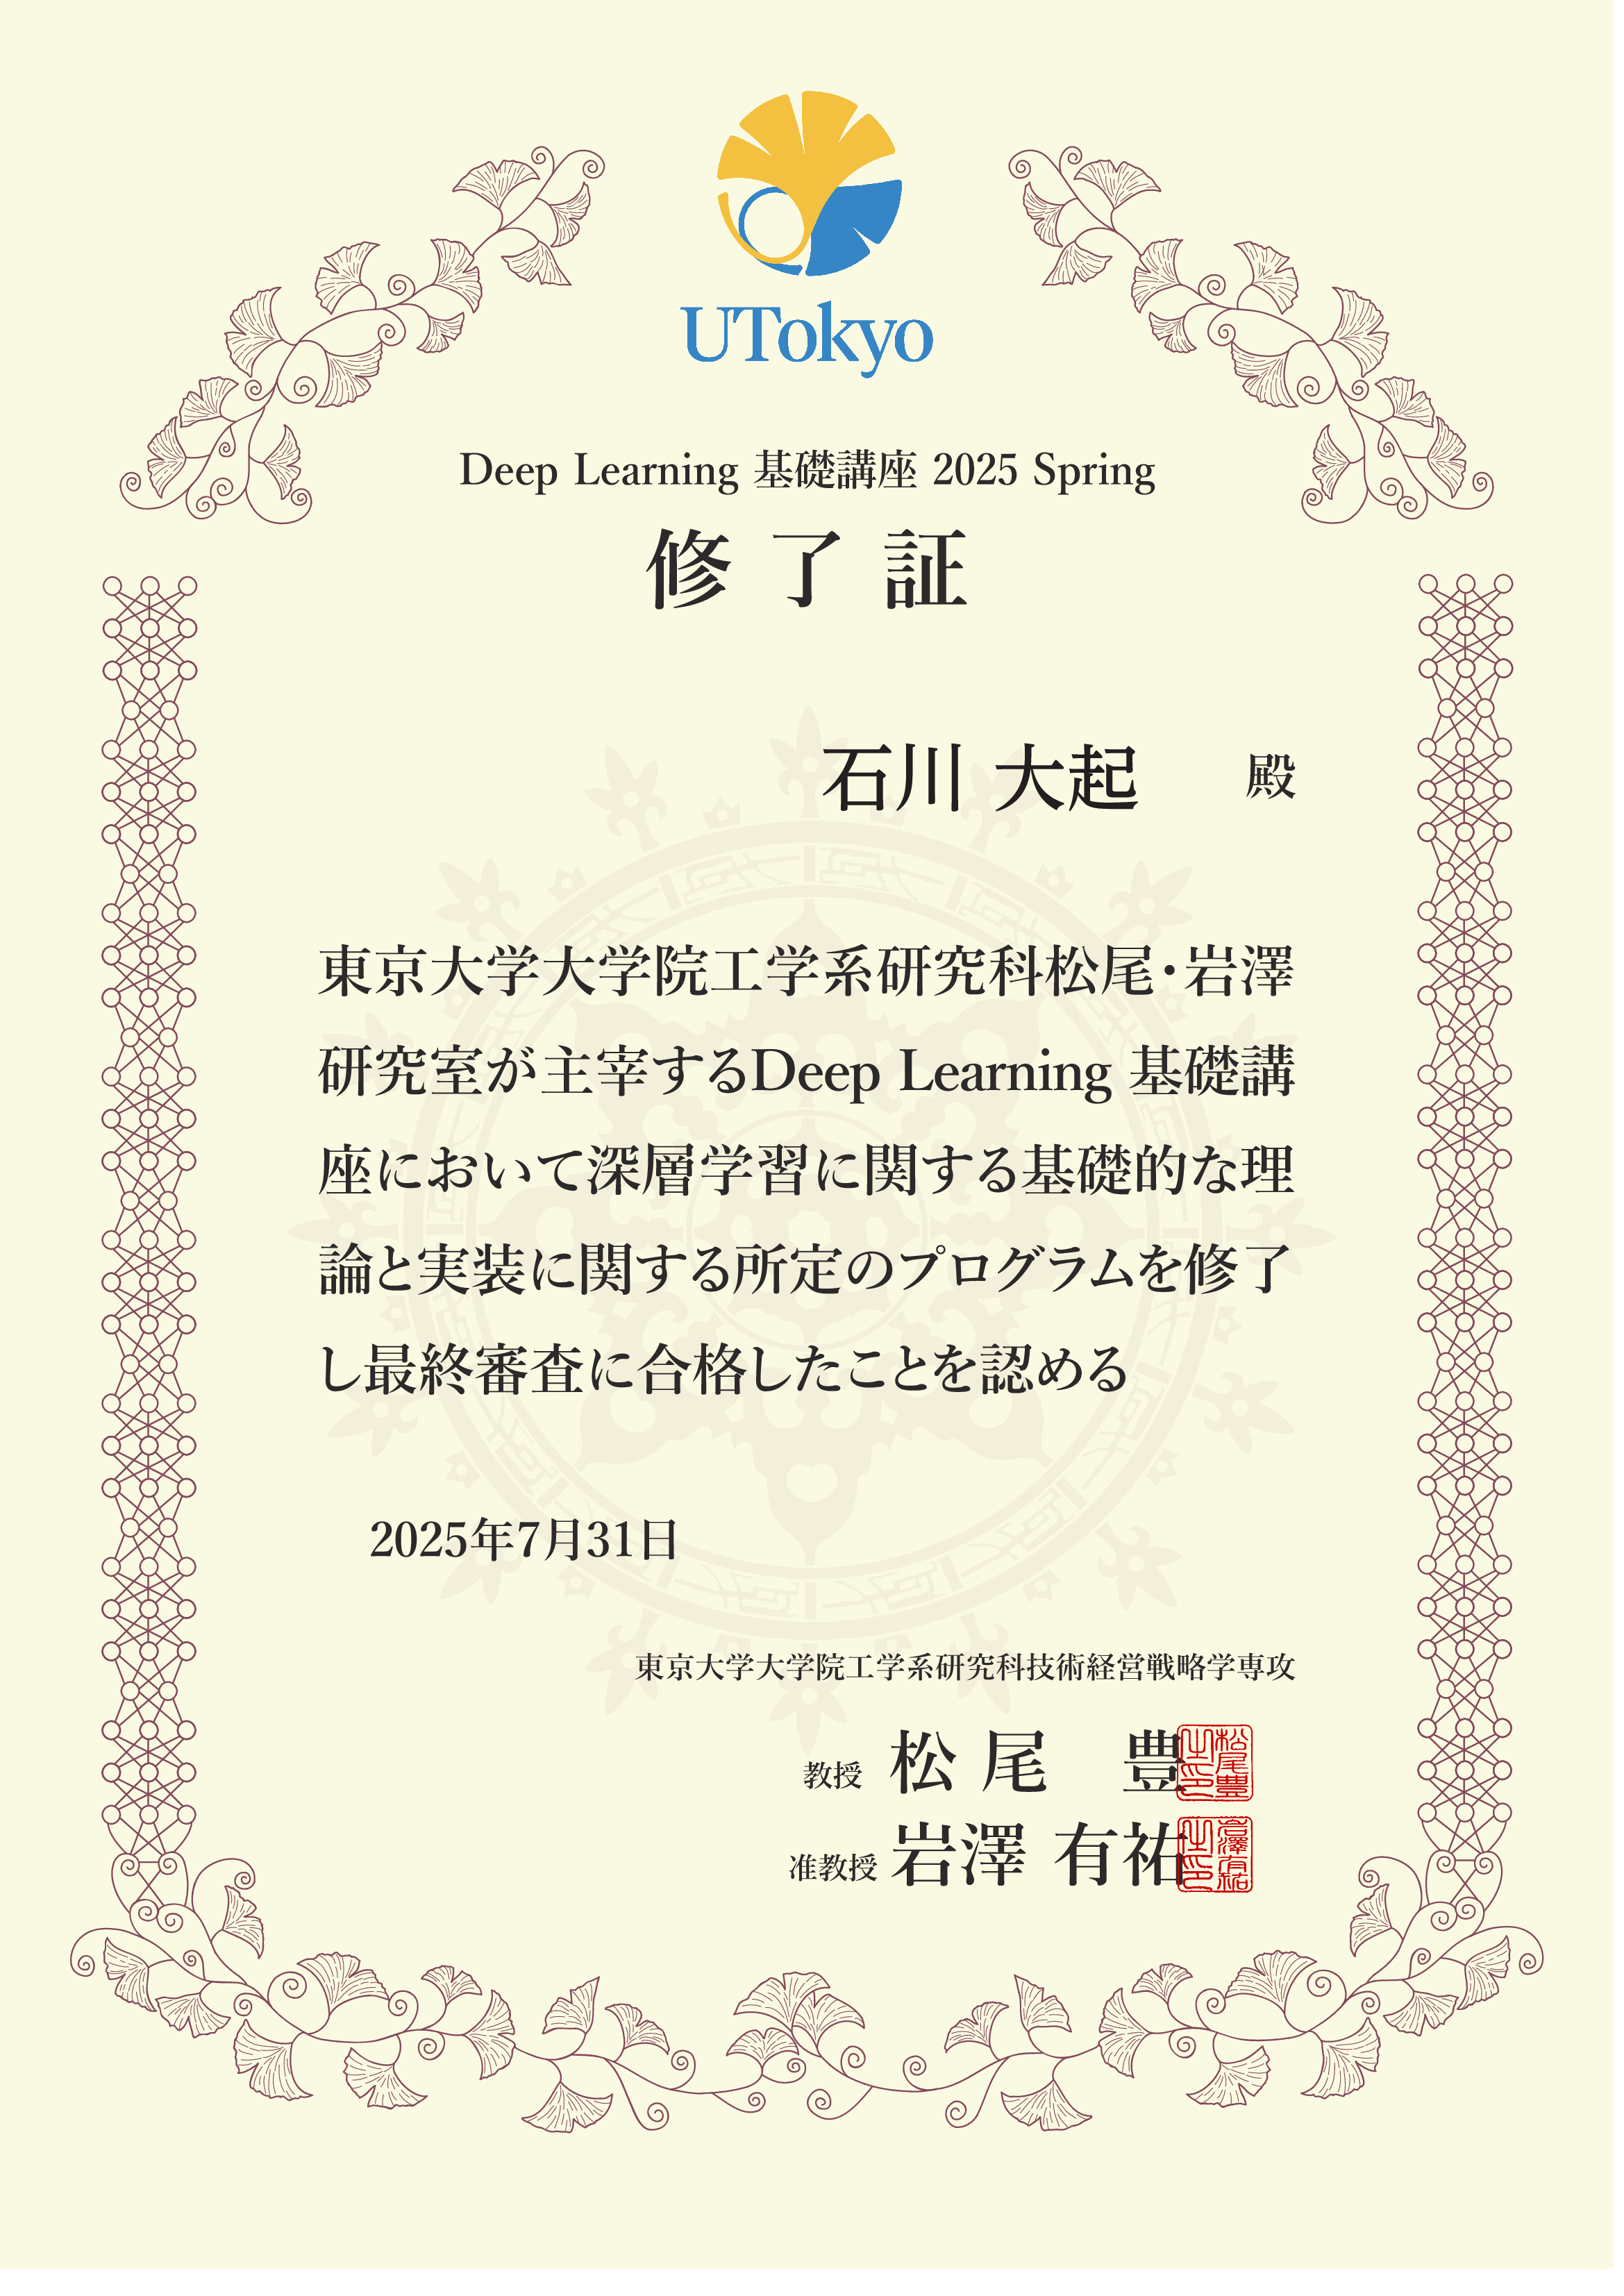 UTokyo
Deep Learning 基礎講座 2025 Spring
修了証
石川 大起 殿
東京大学大学院工学系研究科松尾・岩澤
研究室が主宰するDeep Learning 基礎講
座において深層学習に関する基礎的な理
論と実装に関する所定のプログラムを修了
し最終審査に合格したことを認める
2025年7月31日
東京大学大学院工学系研究科技術経営戦略学専攻
教授 松尾 豊
松尾豊之印
准教授 岩澤 有祐
岩澤有祐之印